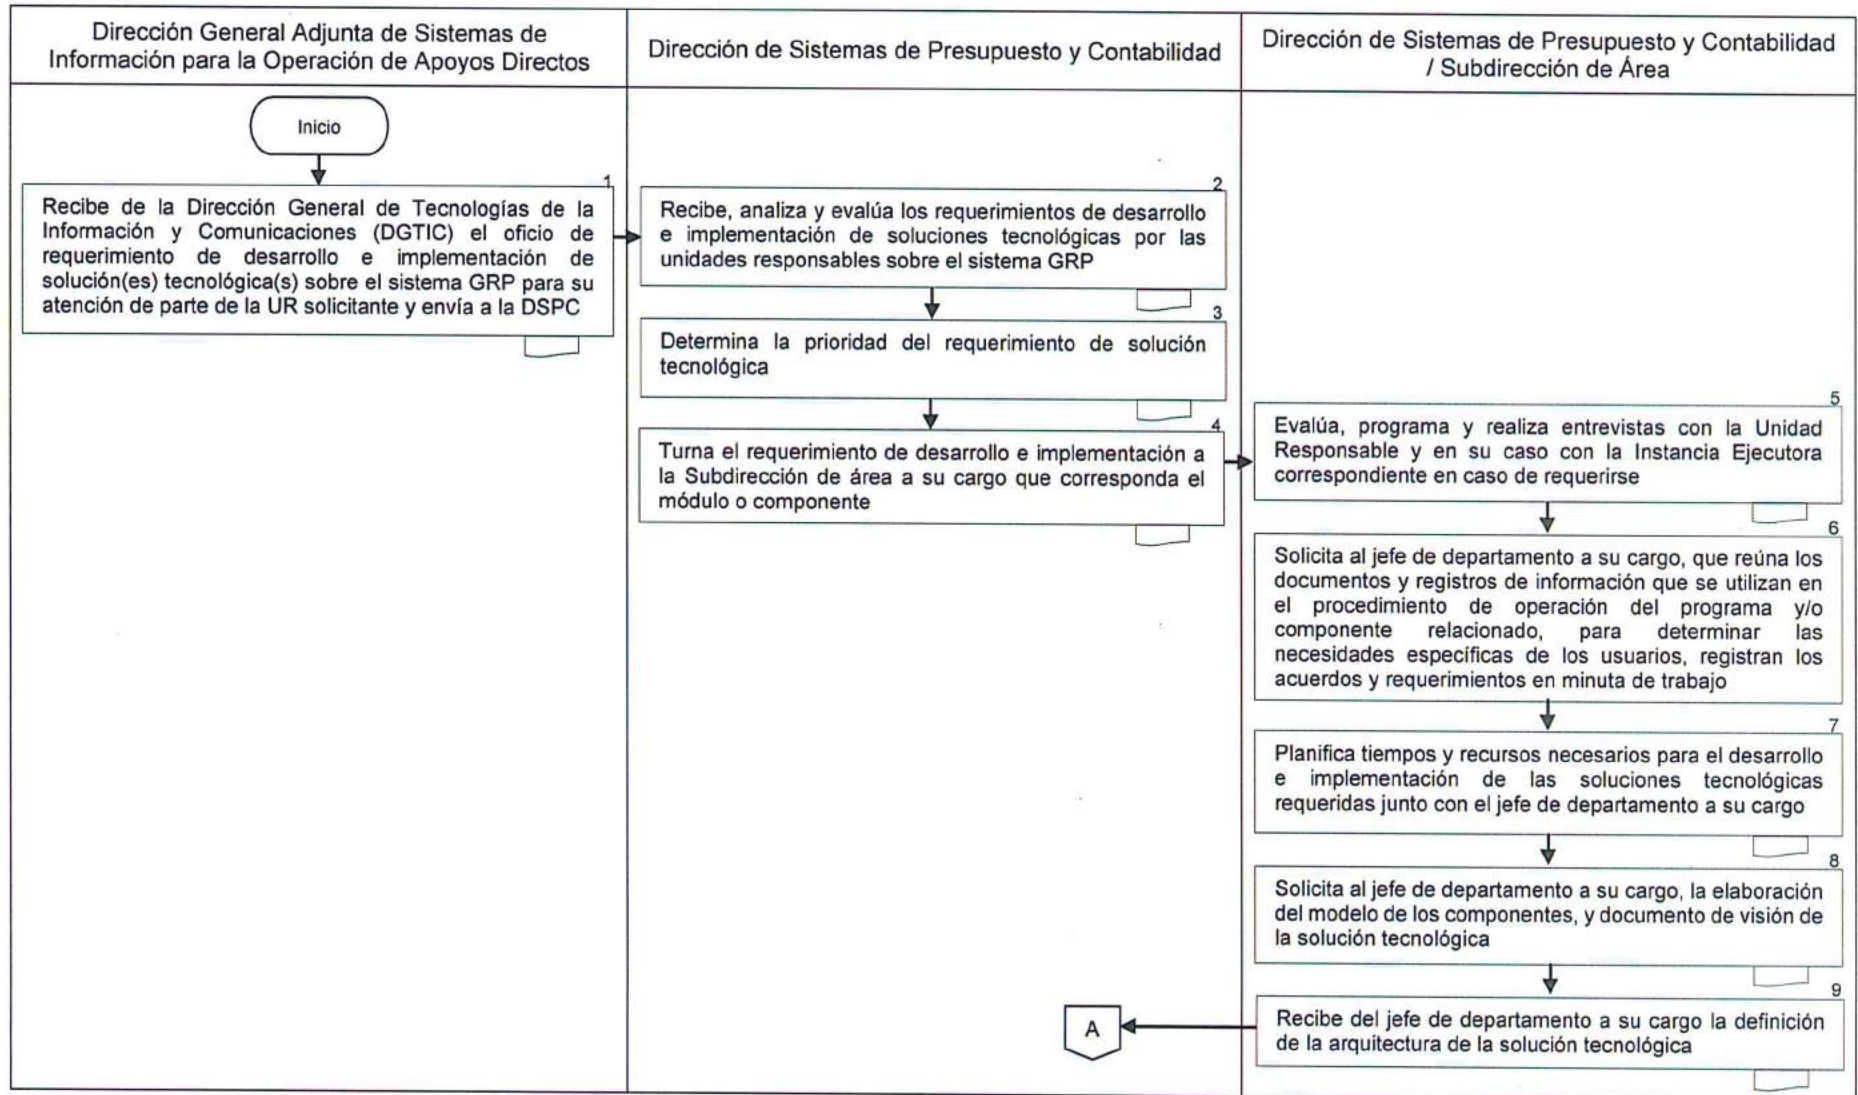 Dirección General Adjunta de Sistemas de
Información para la Operación de Apoyos Directos
Dirección de Sistemas de Presupuesto y Contabilidad
Dirección de Sistemas de Presupuesto y Contabilidad
/ Subdirección de Área
Inicio
1
Recibe de la Dirección General de Tecnologías de la
Información y Comunicaciones (DGTIC) el oficio de
requerimiento de desarrollo e implementación de
solución(es) tecnológica(s) sobre el sistema GRP para su
atención de parte de la UR solicitante y envía a la DSPC
2
Recibe, analiza y evalúa los requerimientos de desarrollo
e implementación de soluciones tecnológicas por las
unidades responsables sobre el sistema GRP
3
Determina la prioridad del requerimiento de solución
tecnológica
4
Turna el requerimiento de desarrollo e implementación a
la Subdirección de área a su cargo que corresponda el
módulo o componente
5
Evalúa, programa y realiza entrevistas con la Unidad
Responsable y en su caso con la Instancia Ejecutora
correspondiente en caso de requerirse
6
Solicita al jefe de departamento a su cargo, que reúna los
documentos y registros de información que se utilizan en
el procedimiento de operación del programa y/o
componente relacionado, para determinar las
necesidades específicas de los usuarios, registran los
acuerdos y requerimientos en minuta de trabajo
7
Planifica tiempos y recursos necesarios para el desarrollo
e implementación de las soluciones tecnológicas
requeridas junto con el jefe de departamento a su cargo
8
Solicita al jefe de departamento a su cargo, la elaboración
del modelo de los componentes, y documento de visión de
la solución tecnológica
9
Recibe del jefe de departamento a su cargo la definición
de la arquitectura de la solución tecnológica
A